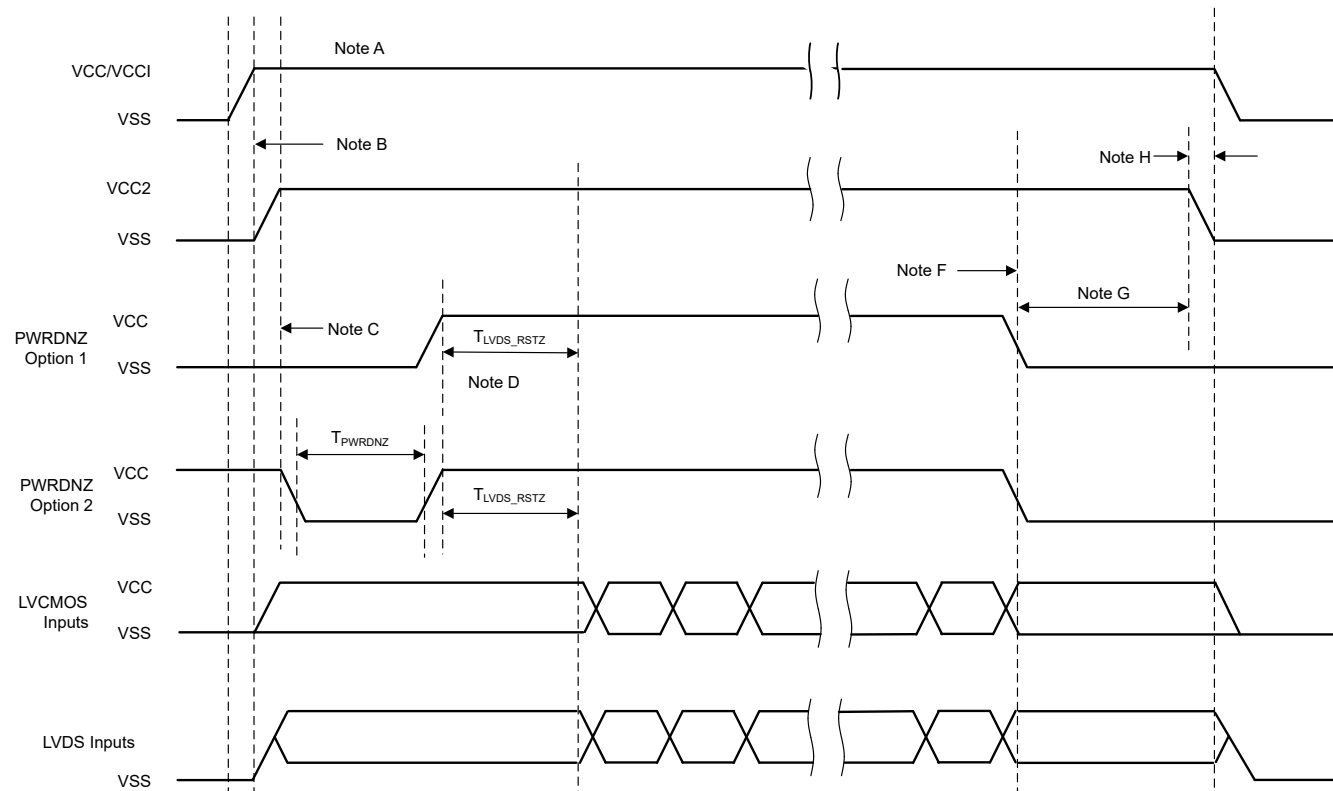 Note A
VCC/VCCI
VSS
Note B
Note H
VCC2
VSS
Note F
Note G
PWRDNZ
Option 1
VCC
Note C
TLVDS_RSTZ
VSS
Note D
TPWRDNZ
PWRDNZ
Option 2
VCC
TLVDS_RSTZ
VSS
LVCMOS
Inputs
VCC
VSS
LVDS Inputs
VSS